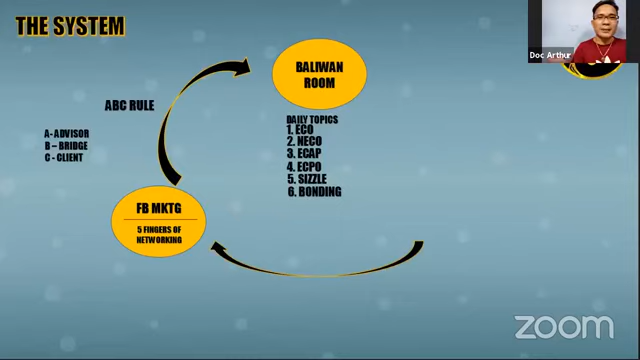 THE SYSTEM
Doc Arthur
BALIWAN
ROOM
ABC RULE
A- ADVISOR
B – BRIDGE
C - CLIENT
DAILY TOPICS
1. ECO
2. NECO
3. ECAP
4. ECPO
5. SIZZLE
6. BONDING
FB MKTG
5 FINGERS OF
NETWORKING
zoom